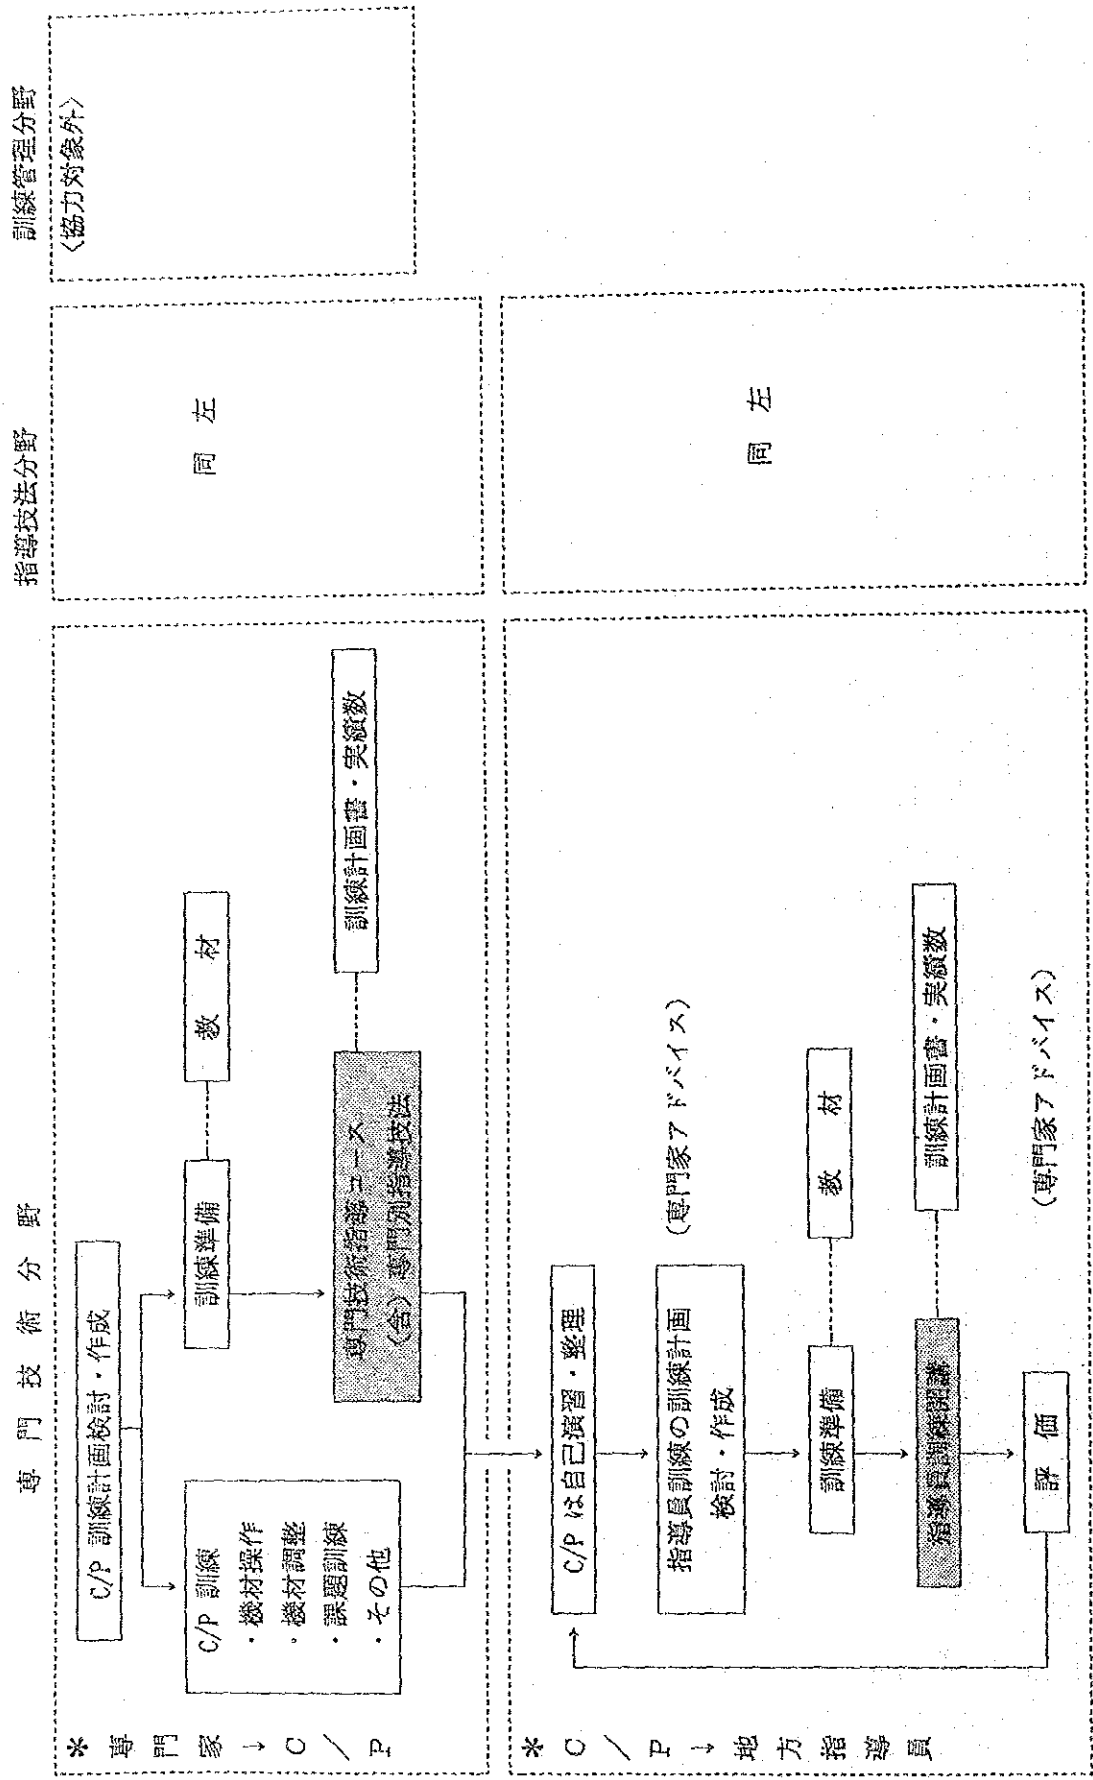 専門技術分野
指導技法分野
訓練管理分野
＊専門家→C／P
C/P 訓練計画検討・作成
C/P 訓練
・機材操作
・機材調整
・課題訓練
・その他
訓練準備
教 材
専門技術指導コース
(含) 専門別指導技法
訓練計画書・実績数
同 左
〈協力対象外〉
＊C／P→地方指導員
C/P は自己演習・整理
指導員訓練の訓練計画
検討・作成
(専門家アドバイス)
訓練準備
教 材
指導員訓練開講
訓練計画書・実績数
評 価
(専門家アドバイス)
同 左